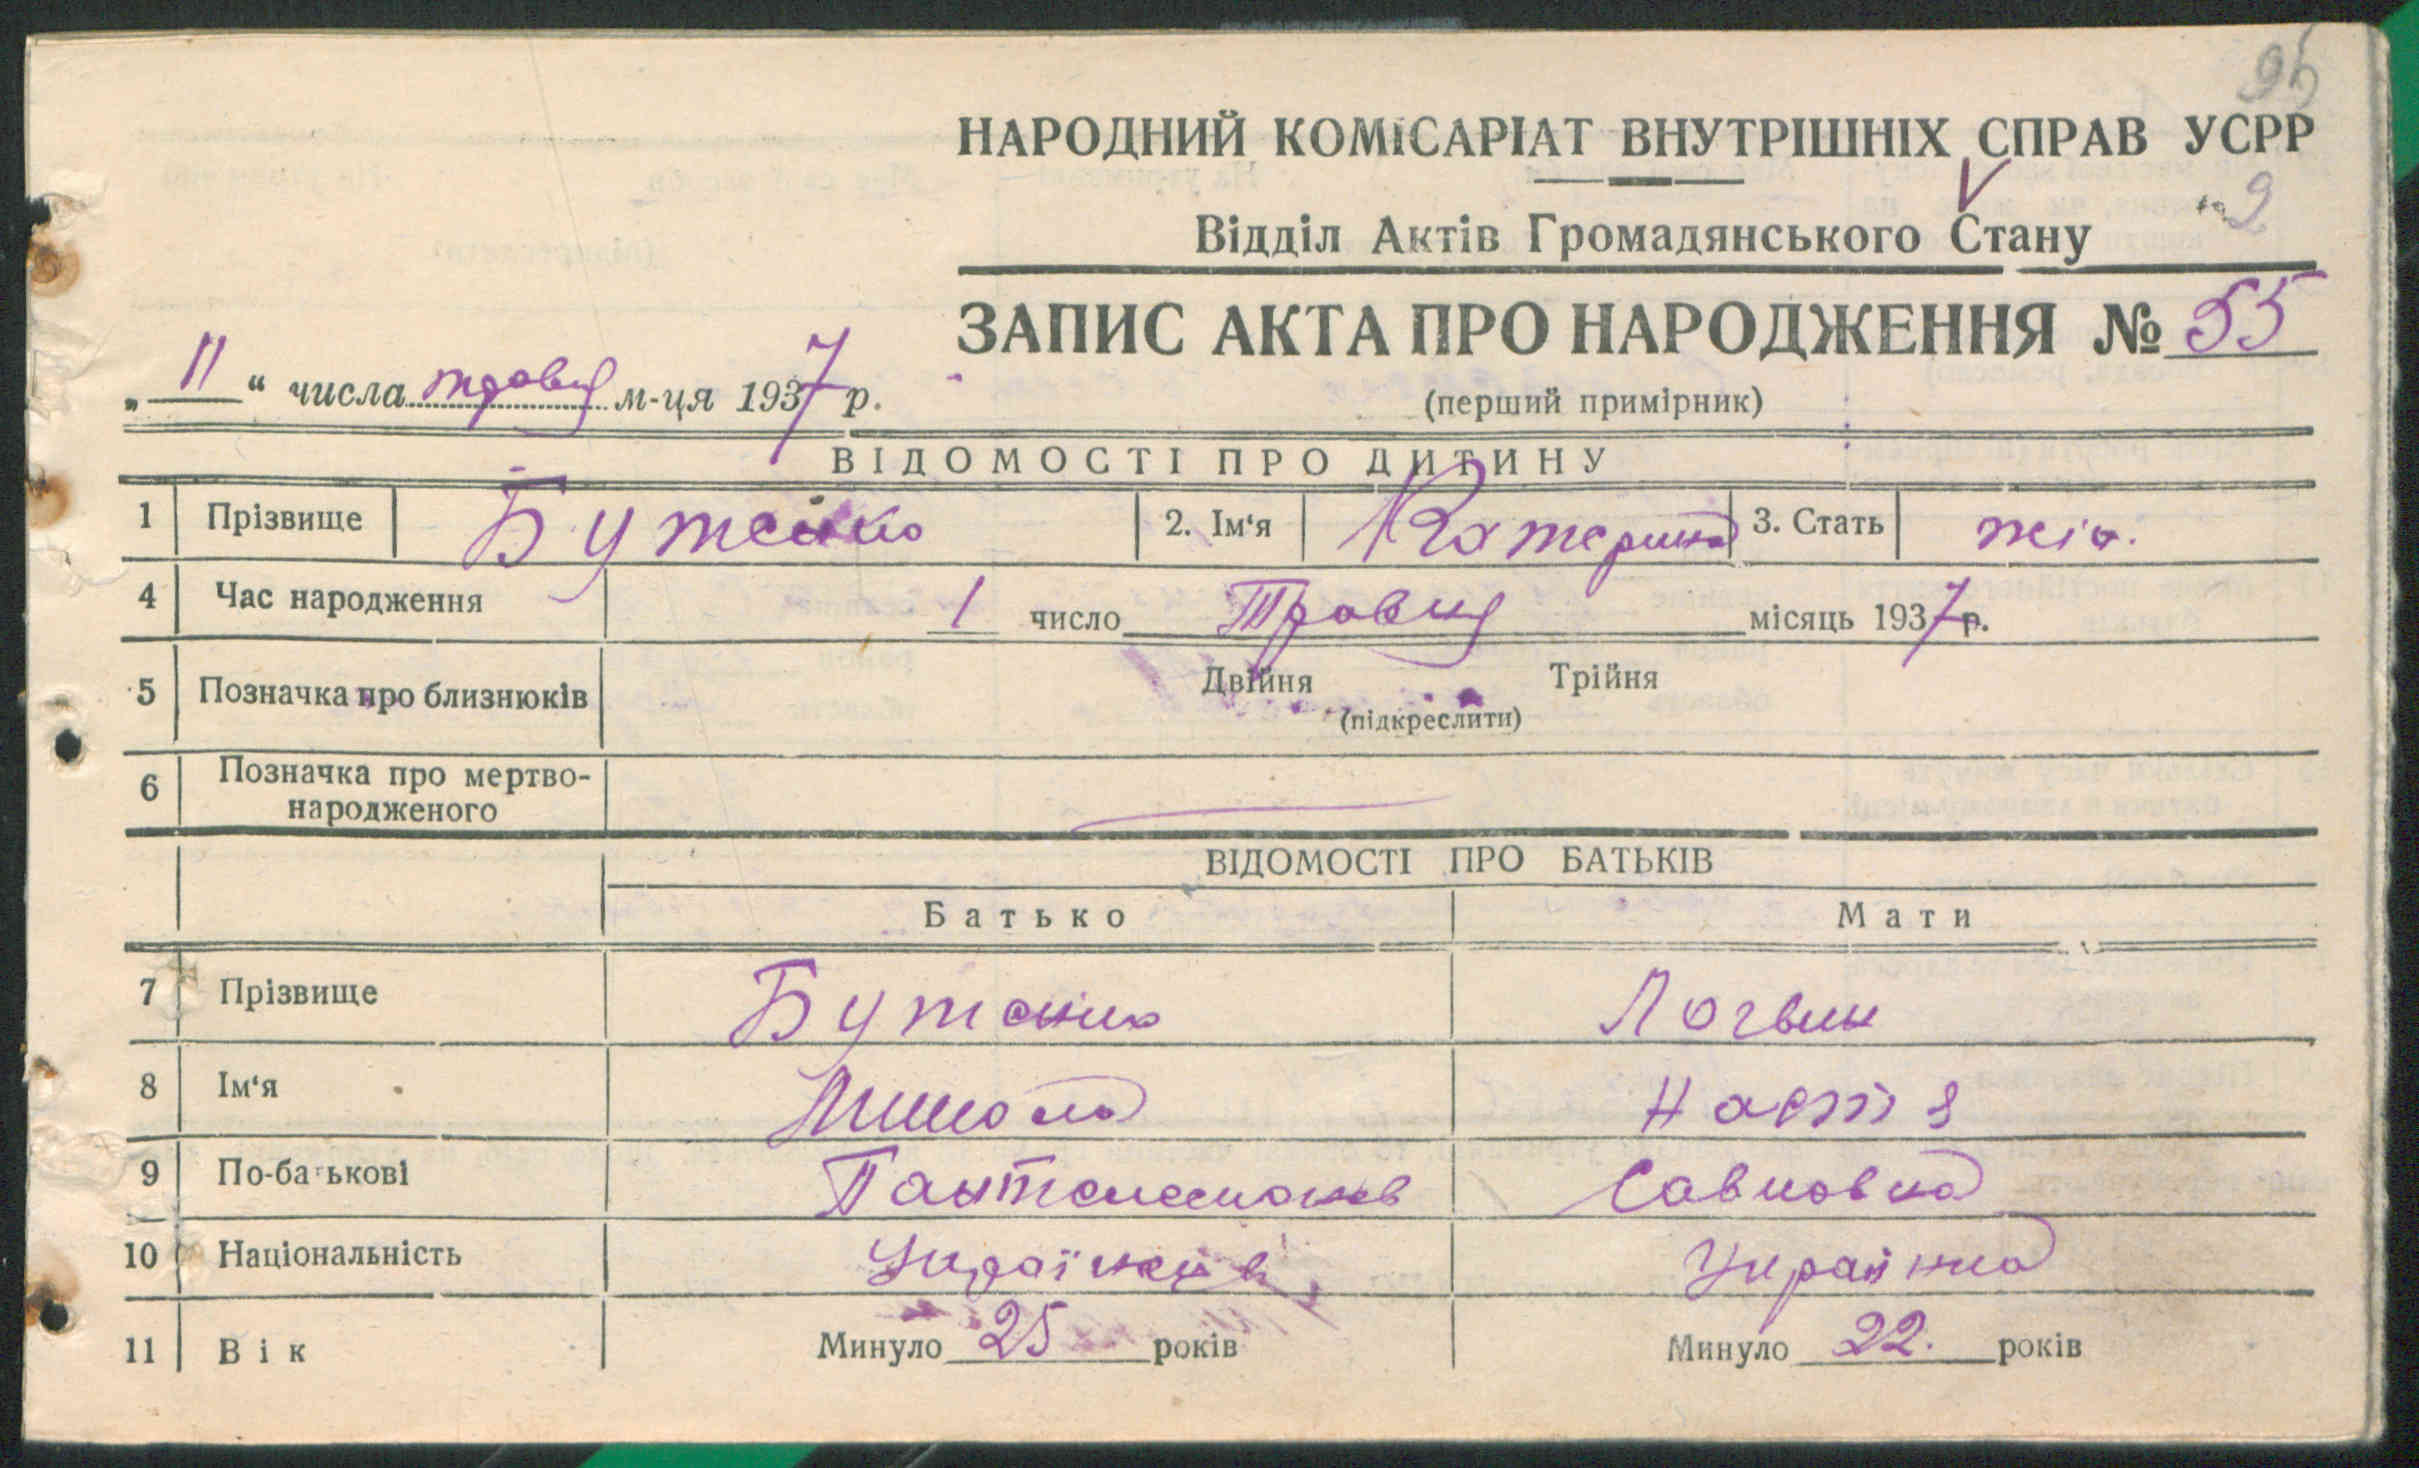 95
НАРОДНИЙ КОМІСАРІАТ ВНУТРІШНІХ СПРАВ УСРР
Відділ Актів Громадянського Стану
ЗАПИС АКТА ПРО НАРОДЖЕННЯ № 55
„ 11 “ числа травня м-ця 1937 р.
(перший примірник)
ВІДОМОСТІ ПРО ДИТИНУ
1 Прізвище Бутенко 2. Ім‘я Катерина 3. Стать жін.
4 Час народження 1 число Травня місяць 1937 р.
5 Позначка про близнюків Двійня Трійня
(підкреслити)
6 Позначка про мертво-
народженого
ВІДОМОСТІ ПРО БАТЬКІВ
Батько Мати
7 Прізвище Бутенко Логвин
8 Ім‘я Микола Настя
9 По-батькові Пантелемонов Савковна
10 Національність Українець Українка
11 Вік Минуло 25 років Минуло 22. років